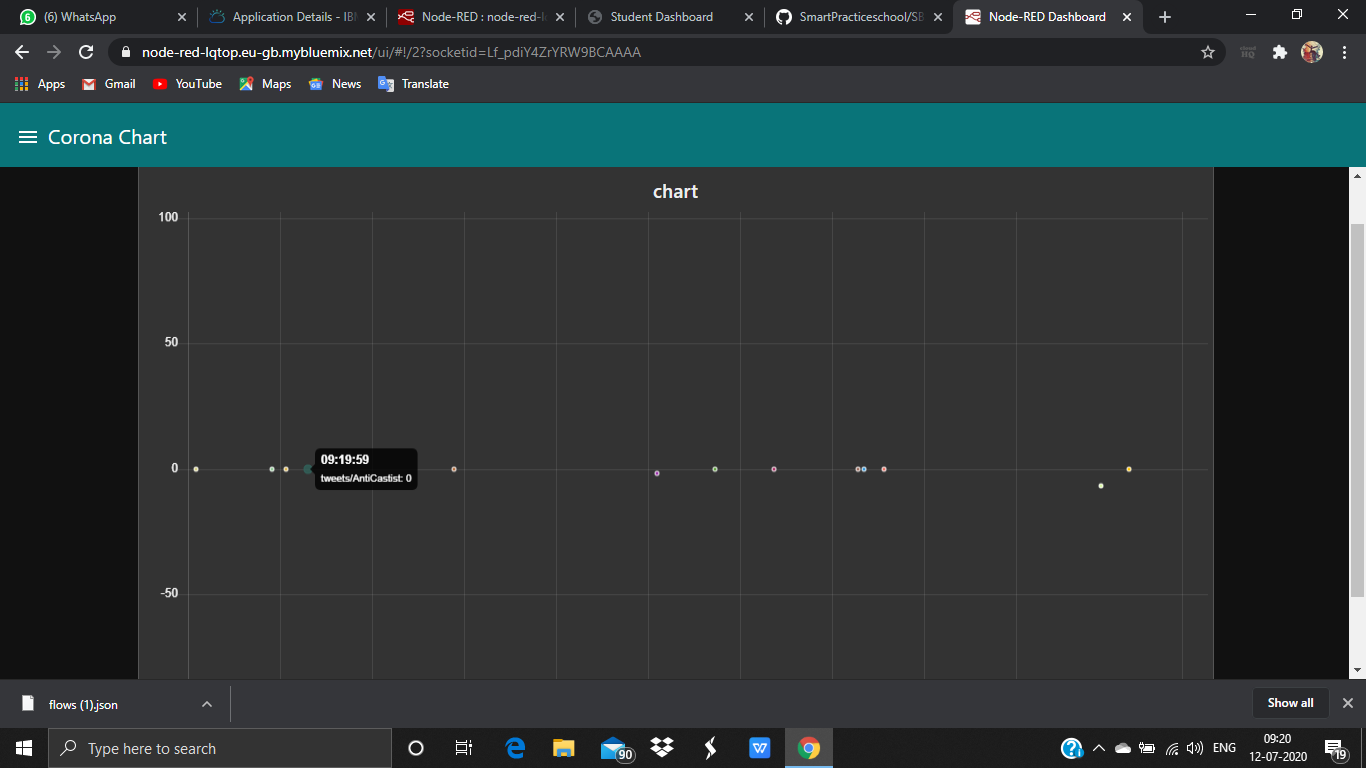 (6) WhatsApp
Application Details - IBM
Node-RED : node-red-l
Student Dashboard
SmartPracticeschool/SB
Node-RED Dashboard
node-red-lqtop.eu-gb.mybluemix.net/ui/#!/2?socketid=Lf_pdiY4ZrYRW9BCAAAA
Apps Gmail YouTube Maps News Translate
Corona Chart
chart
100
50
0
09:19:59
tweets/AntiCastist: 0
-50
flows (1).json
Show all
Type here to search
90
ENG
09:20
12-07-2020
19